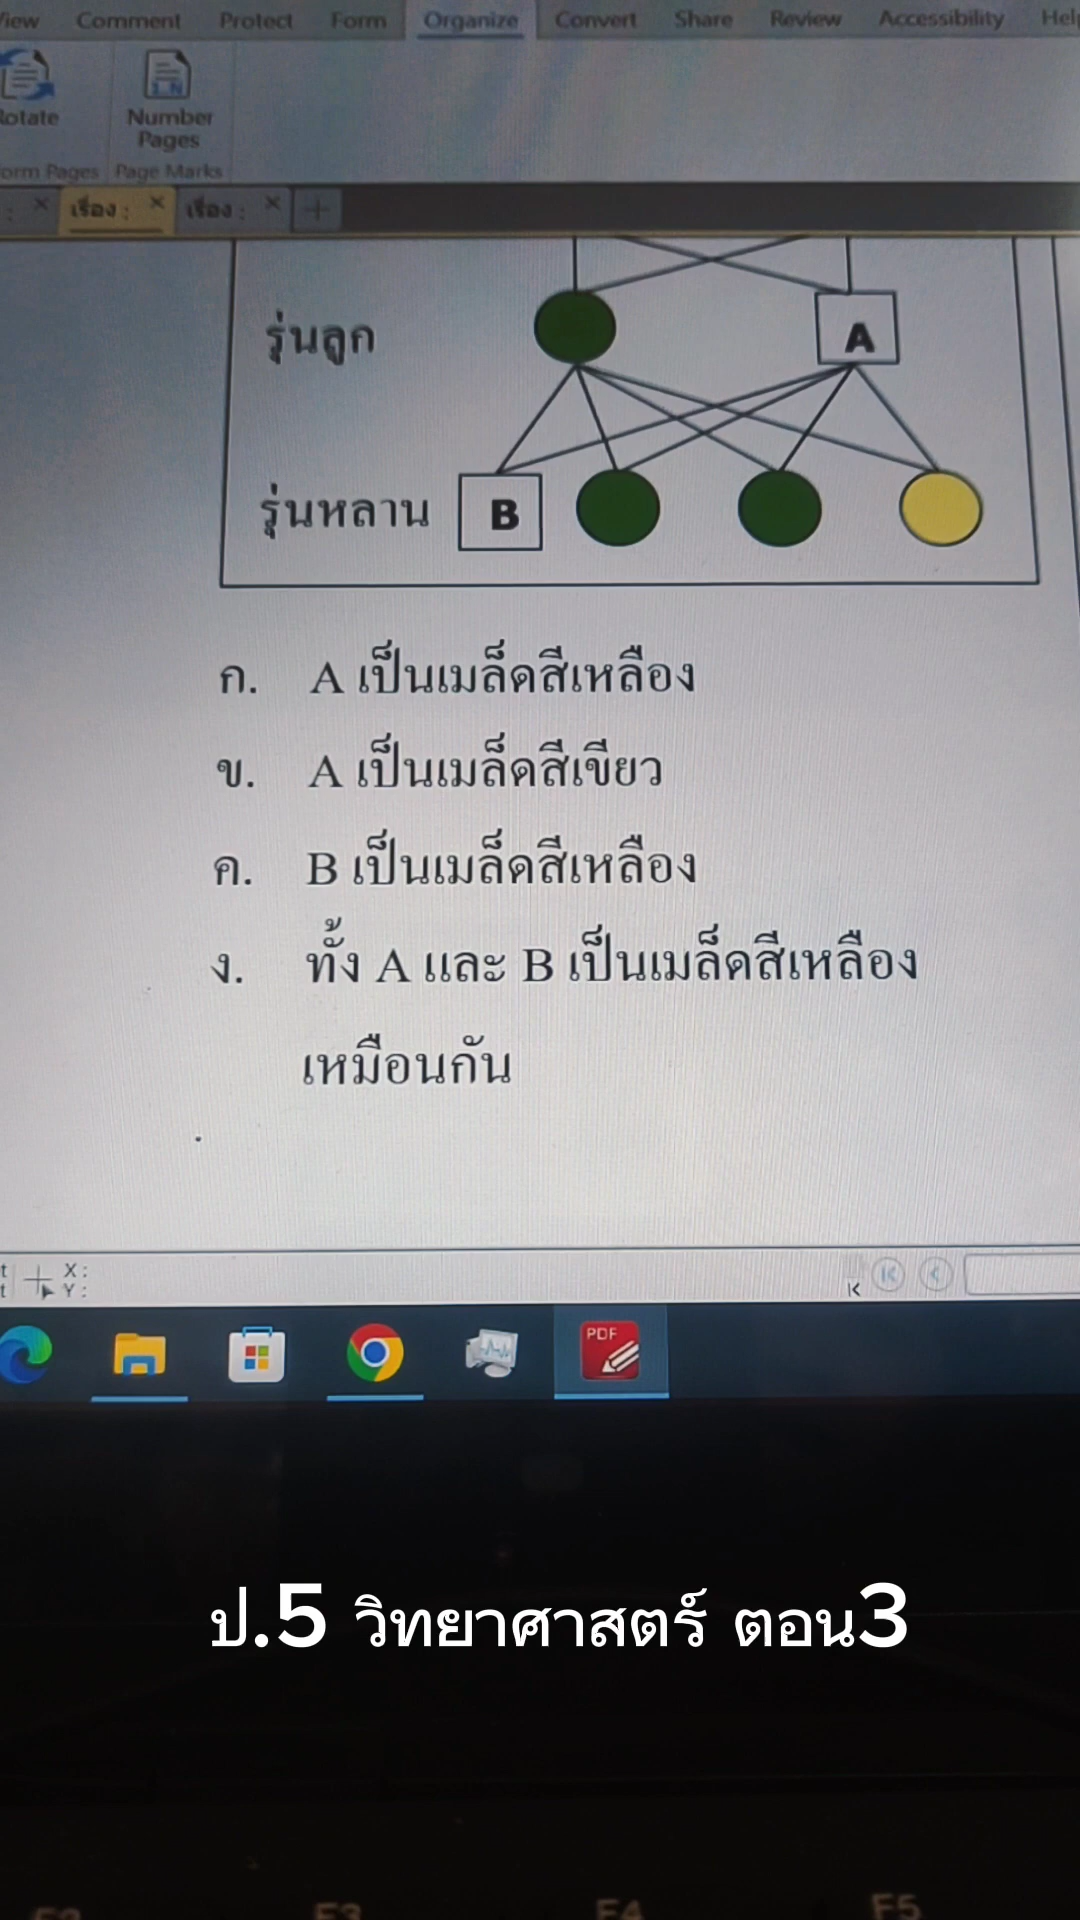 View Comment Protect Form Organize Convert Share Review Accessibility Help
Rotate
Number
Pages
orm Pages Page Marks
เรื่อง :
เรื่อง :
รุ่นลูก
A
รุ่นหลาน
B
ก. A เป็นเมล็ดสีเหลือง
ข. A เป็นเมล็ดสีเขียว
ค. B เป็นเมล็ดสีเหลือง
ง. ทั้ง A และ B เป็นเมล็ดสีเหลือง
เหมือนกัน
X :
Y :
PDF
ป.5 วิทยาศาสตร์ ตอน3
F3 F4 F5